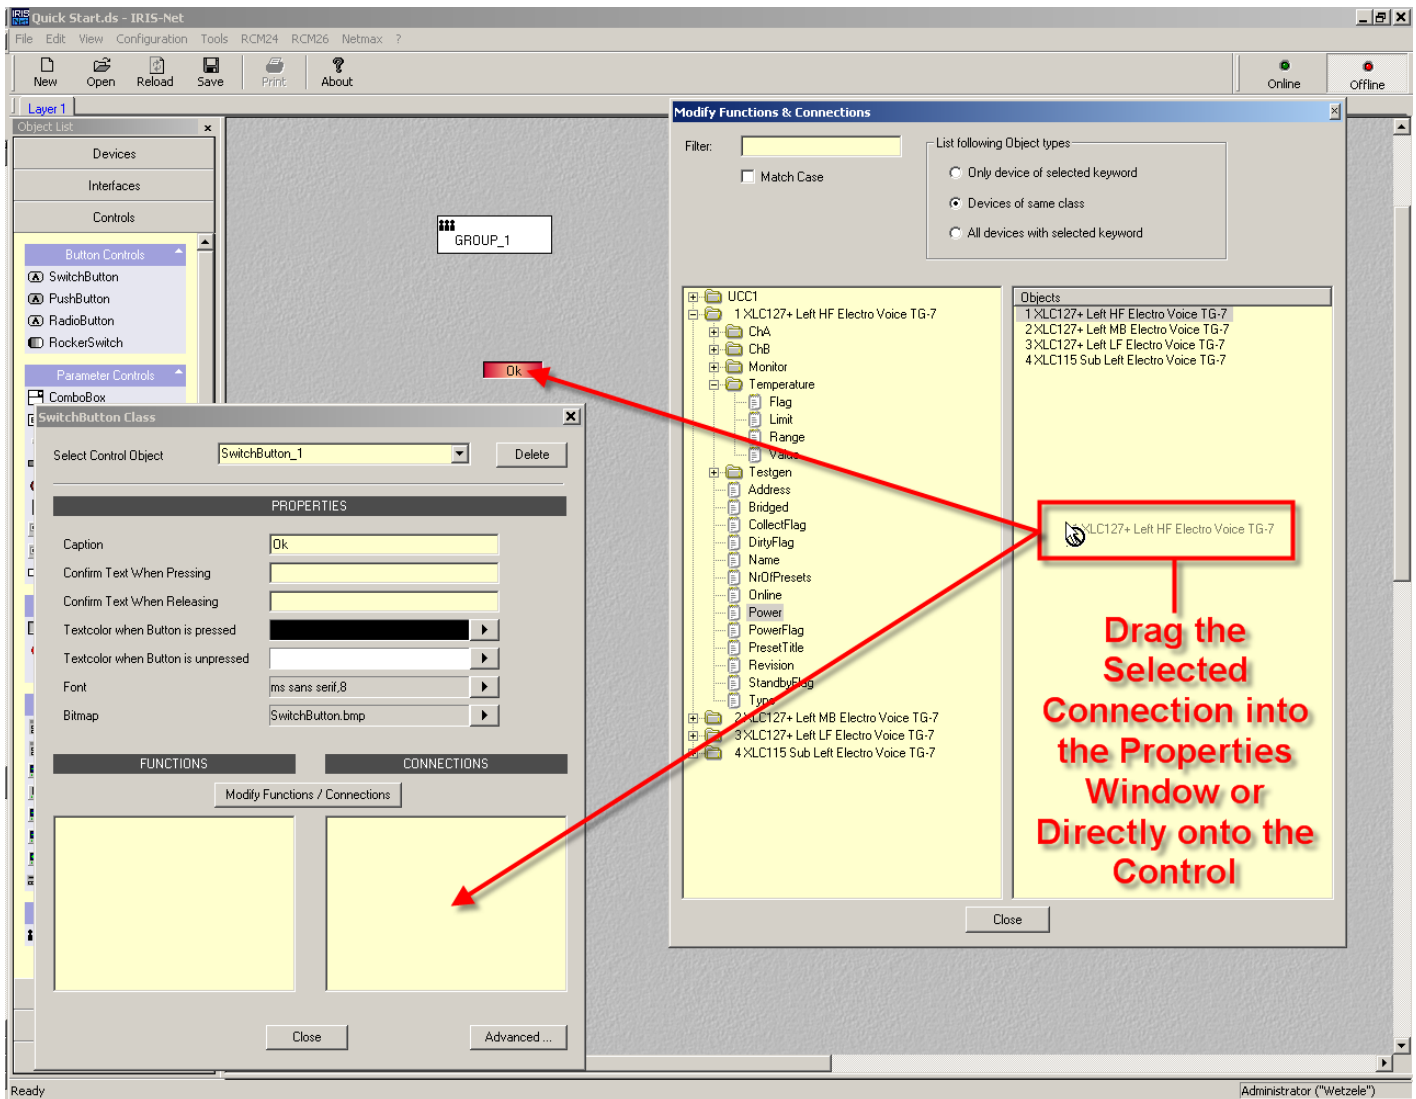 IRIS Net Quick Start.ds - IRIS-Net
File Edit View Configuration Tools RCM24 RCM26 Netmax ?
New Open Reload Save Print About Online Offline
Layer 1
Object List
Devices
Interfaces
Controls
Button Controls
SwitchButton
PushButton
RadioButton
RockerSwitch
Parameter Controls
ComboBox
GROUP_1
Ok
SwitchButton Class
Select Control Object SwitchButton_1 Delete
PROPERTIES
Caption Ok
Confirm Text When Pressing
Confirm Text When Releasing
Textcolor when Button is pressed
Textcolor when Button is unpressed
Font ms sans serif,8
Bitmap SwitchButton.bmp
FUNCTIONS CONNECTIONS
Modify Functions / Connections
Close Advanced ...
Modify Functions & Connections
Filter:
Match Case
List following Object types
Only device of selected keyword
Devices of same class
All devices with selected keyword
UCC1
1 XLC127+ Left HF Electro Voice TG-7
ChA
ChB
Monitor
Temperature
Flag
Limit
Range
Value
Testgen
Address
Bridged
CollectFlag
DirtyFlag
Name
NrOfPresets
Online
Power
PowerFlag
PresetTitle
Revision
StandbyFlag
Type
2 XLC127+ Left MB Electro Voice TG-7
3 XLC127+ Left LF Electro Voice TG-7
4 XLC115 Sub Left Electro Voice TG-7
Objects
1 XLC127+ Left HF Electro Voice TG-7
2 XLC127+ Left MB Electro Voice TG-7
3 XLC127+ Left LF Electro Voice TG-7
4 XLC115 Sub Left Electro Voice TG-7
XLC127+ Left HF Electro Voice TG-7
Drag the
Selected
Connection into
the Properties
Window or
Directly onto the
Control
Close
Ready Administrator ("Wetzele")